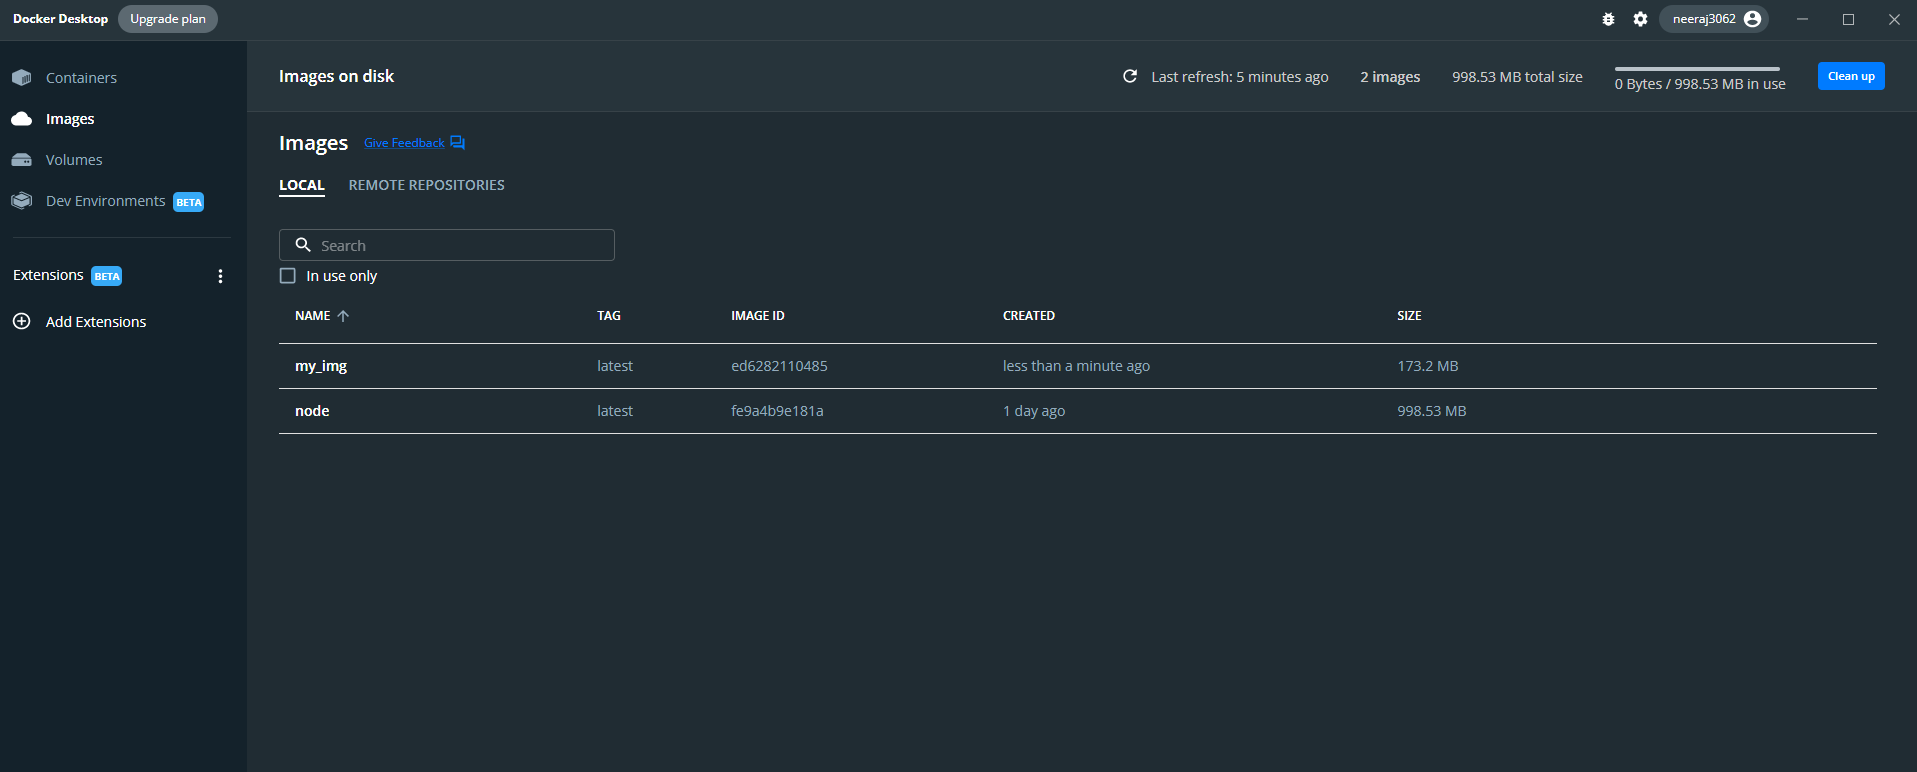 Docker Desktop Upgrade plan neeraj3062
Containers
Images
Volumes
Dev Environments BETA
Extensions BETA
Add Extensions
Images on disk Last refresh: 5 minutes ago 2 images 998.53 MB total size 0 Bytes / 998.53 MB in use Clean up
Images Give Feedback
LOCAL REMOTE REPOSITORIES
Search
In use only
NAME TAG IMAGE ID CREATED SIZE
my_img latest ed6282110485 less than a minute ago 173.2 MB
node latest fe9a4b9e181a 1 day ago 998.53 MB